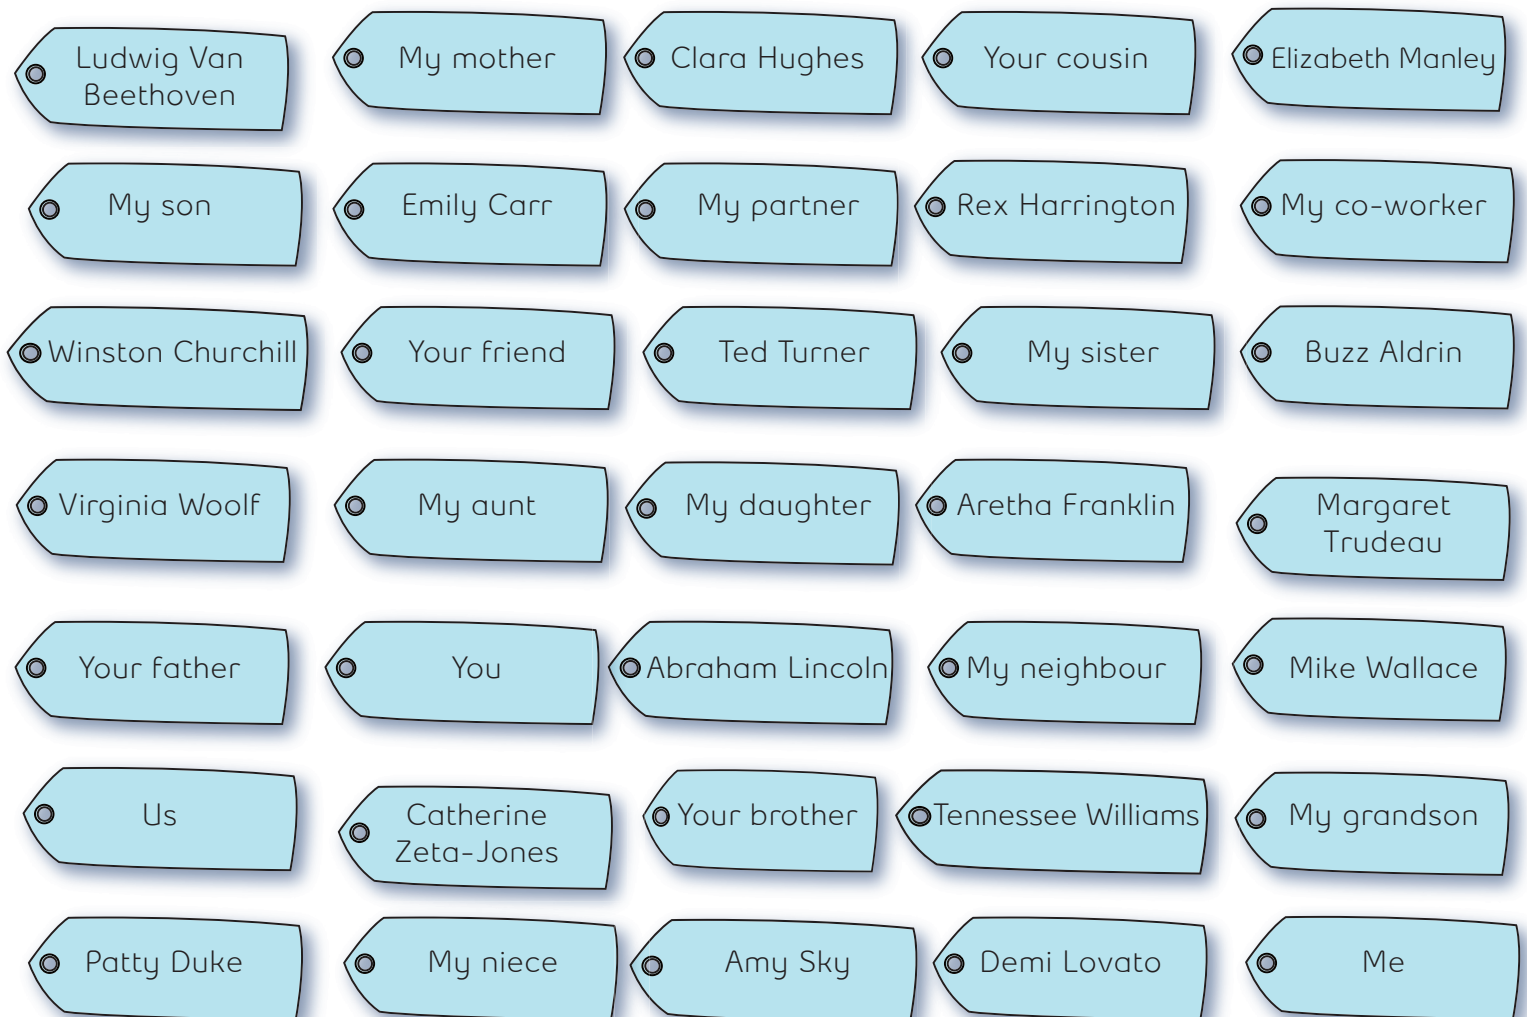 Ludwig Van
Beethoven
My mother
Clara Hughes
Your cousin
Elizabeth Manley
My son
Emily Carr
My partner
Rex Harrington
My co-worker
Winston Churchill
Your friend
Ted Turner
My sister
Buzz Aldrin
Virginia Woolf
My aunt
My daughter
Aretha Franklin
Margaret
Trudeau
Your father
You
Abraham Lincoln
My neighbour
Mike Wallace
Us
Catherine
Zeta-Jones
Your brother
Tennessee Williams
My grandson
Patty Duke
My niece
Amy Sky
Demi Lovato
Me